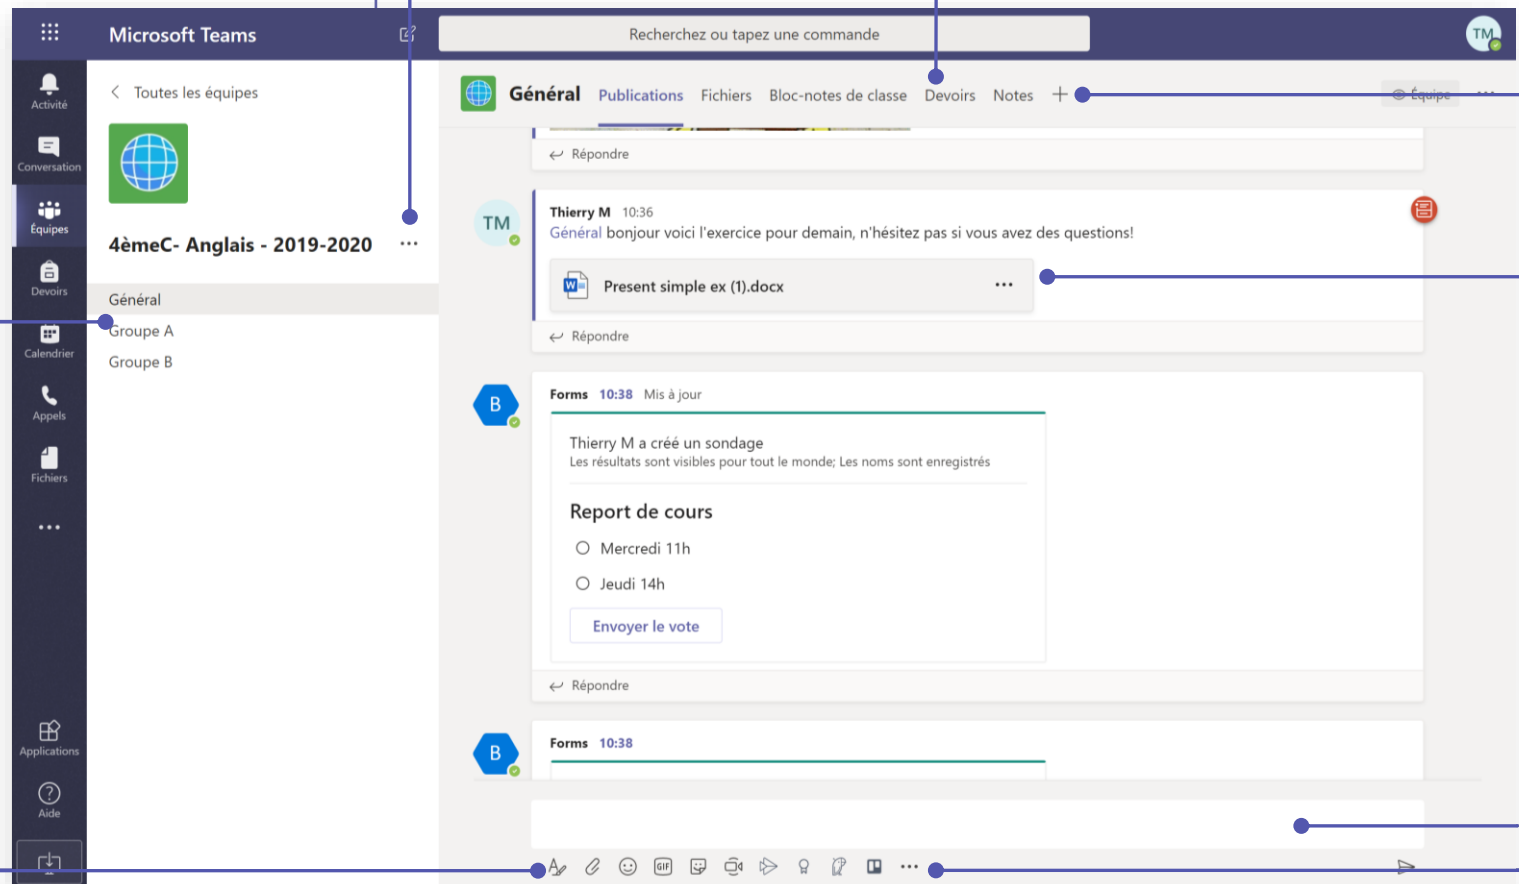 Microsoft Teams
Recherchez ou tapez une commande
TM
Activité
Conversation
Équipes
Devoirs
Calendrier
Appels
Fichiers
Applications
Aide
Toutes les équipes
4èmeC- Anglais - 2019-2020
Général
Groupe A
Groupe B
Général Publications Fichiers Bloc-notes de classe Devoirs Notes
Équipe
Répondre
TM
Thierry M 10:36
Général bonjour voici l'exercice pour demain, n'hésitez pas si vous avez des questions!
W Present simple ex (1).docx
Répondre
B
Forms 10:38 Mis à jour
Thierry M a créé un sondage
Les résultats sont visibles pour tout le monde; Les noms sont enregistrés
Report de cours
Mercredi 11h
Jeudi 14h
Envoyer le vote
Répondre
B
Forms 10:38
GIF